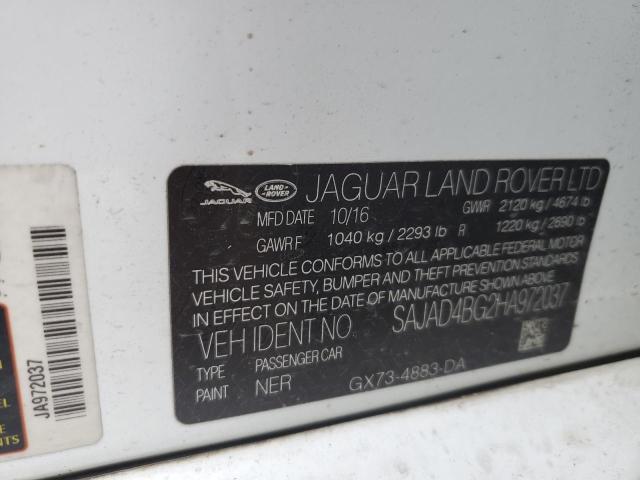 JAGUAR LAND ROVER JAGUAR LAND ROVER LTD
MFD DATE 10/16 GVWR 2120 kg / 4674 lb
GAWR F 1040 kg / 2293 lb R 1220 kg / 2690 lb
THIS VEHICLE CONFORMS TO ALL APPLICABLE FEDERAL MOTOR
VEHICLE SAFETY, BUMPER AND THEFT PREVENTION STANDARDS
IN EFFECT ON THE DATE OF MANUFACTURE SHOWN ABOVE.
VEH IDENT NO SAJAD4BG2HA972037
TYPE PASSENGER CAR
PAINT NER GX73-4883-DA
JA972037